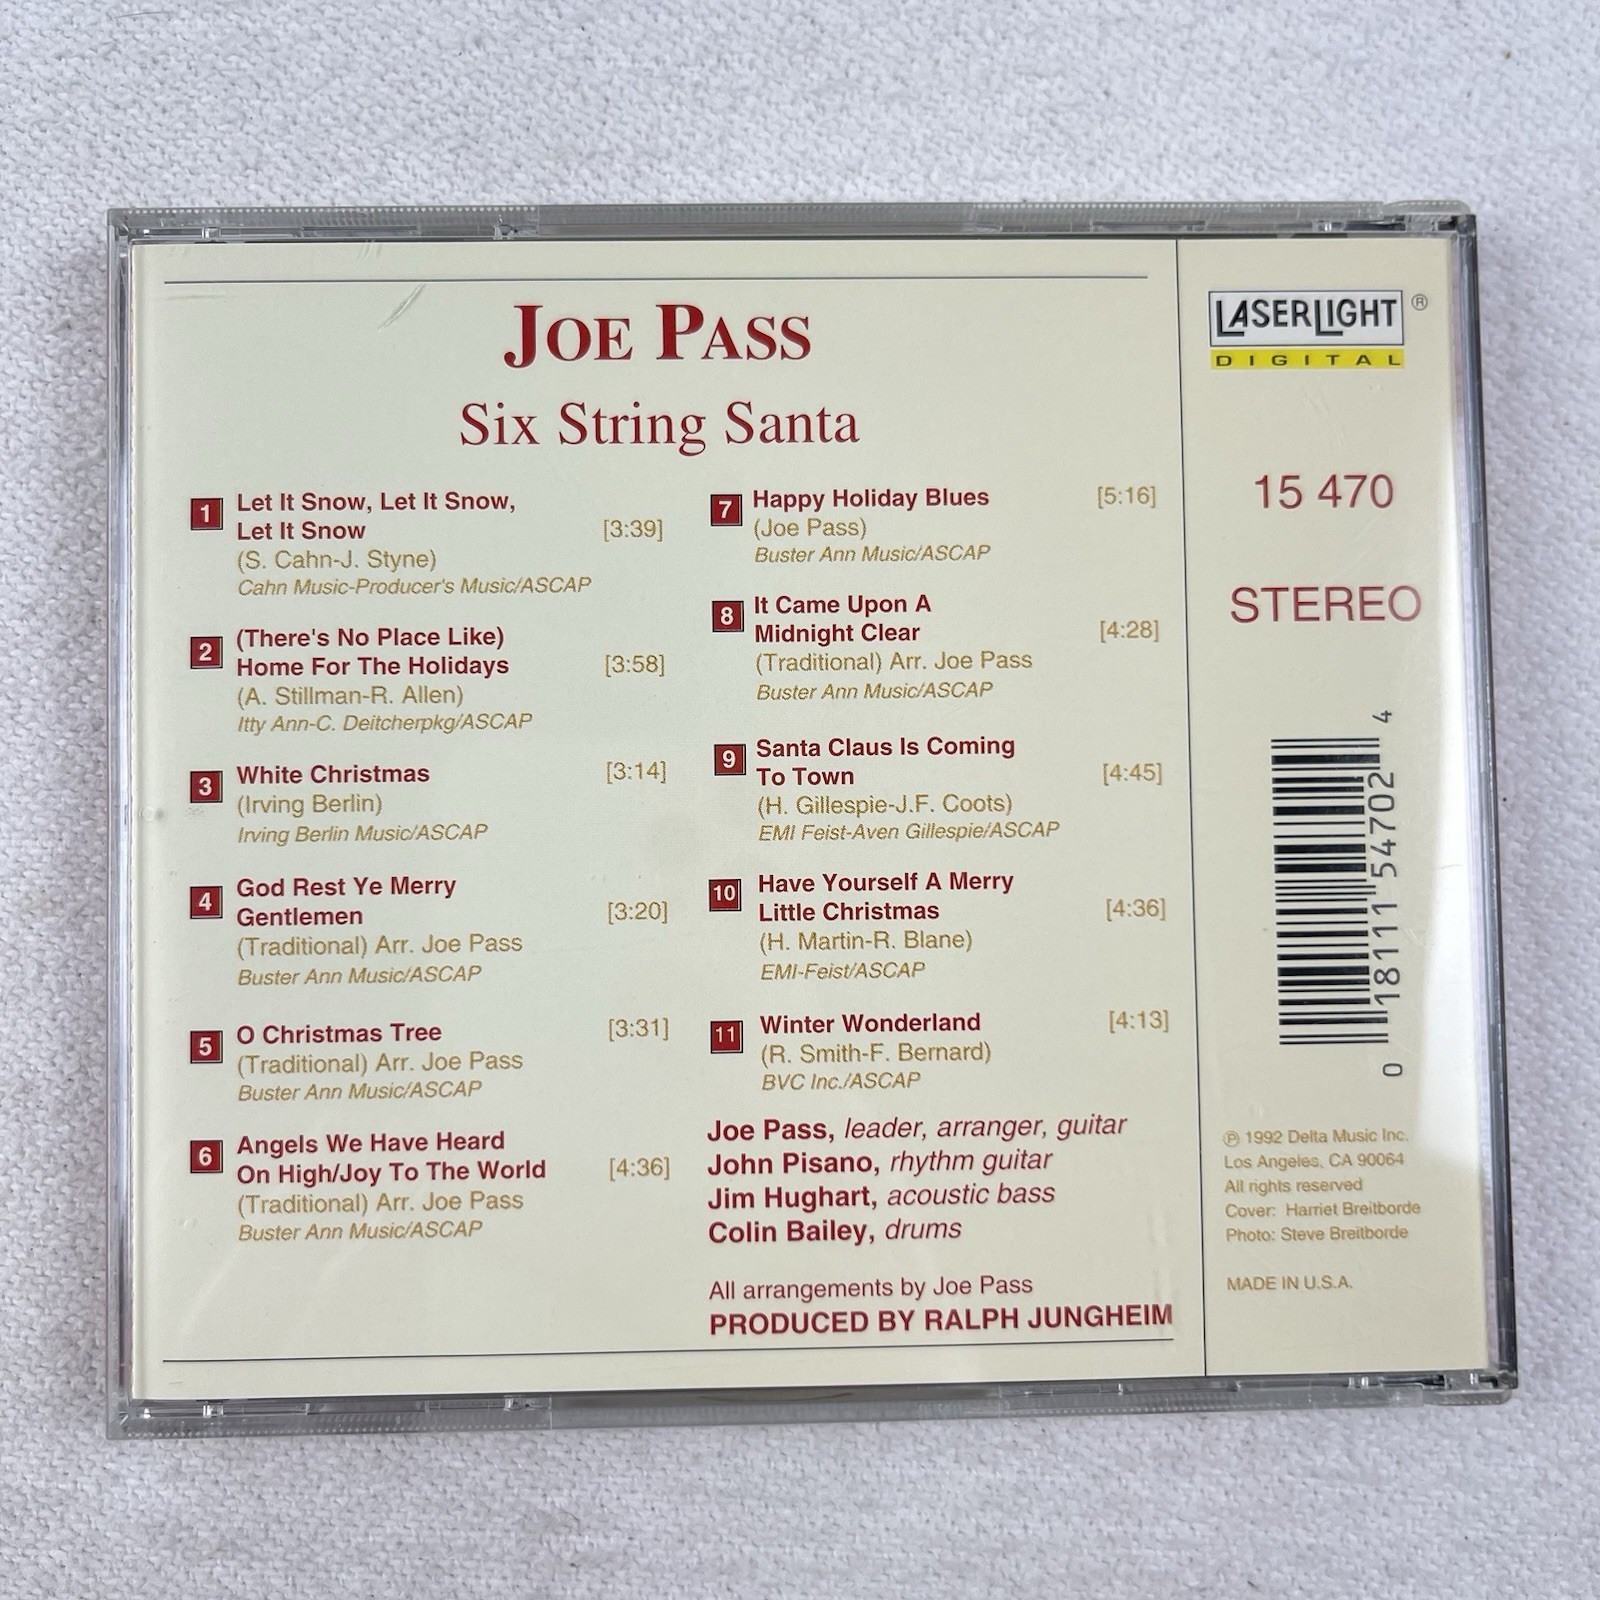 JOE PASS
Six String Santa
1 Let It Snow, Let It Snow,
Let It Snow [3:39]
(S. Cahn-J. Styne)
Cahn Music-Producer's Music/ASCAP
2 (There's No Place Like)
Home For The Holidays [3:58]
(A. Stillman-R. Allen)
Itty Ann-C. Deitcherpkg/ASCAP
3 White Christmas [3:14]
(Irving Berlin)
Irving Berlin Music/ASCAP
4 God Rest Ye Merry
Gentlemen [3:20]
(Traditional) Arr. Joe Pass
Buster Ann Music/ASCAP
5 O Christmas Tree [3:31]
(Traditional) Arr. Joe Pass
Buster Ann Music/ASCAP
6 Angels We Have Heard
On High/Joy To The World [4:36]
(Traditional) Arr. Joe Pass
Buster Ann Music/ASCAP
7 Happy Holiday Blues [5:16]
(Joe Pass)
Buster Ann Music/ASCAP
8 It Came Upon A
Midnight Clear [4:28]
(Traditional) Arr. Joe Pass
Buster Ann Music/ASCAP
9 Santa Claus Is Coming
To Town [4:45]
(H. Gillespie-J.F. Coots)
EMI Feist-Aven Gillespie/ASCAP
10 Have Yourself A Merry
Little Christmas [4:36]
(H. Martin-R. Blane)
EMI-Feist/ASCAP
11 Winter Wonderland [4:13]
(R. Smith-F. Bernard)
BVC Inc./ASCAP
Joe Pass, leader, arranger, guitar
John Pisano, rhythm guitar
Jim Hughart, acoustic bass
Colin Bailey, drums
All arrangements by Joe Pass
PRODUCED BY RALPH JUNGHEIM
LASERLIGHT ®
DIGITAL
15 470
STEREO
0 18111 54702 4
℗ 1992 Delta Music Inc.
Los Angeles, CA 90064
All rights reserved
Cover: Harriet Breitborde
Photo: Steve Breitborde
MADE IN U.S.A.